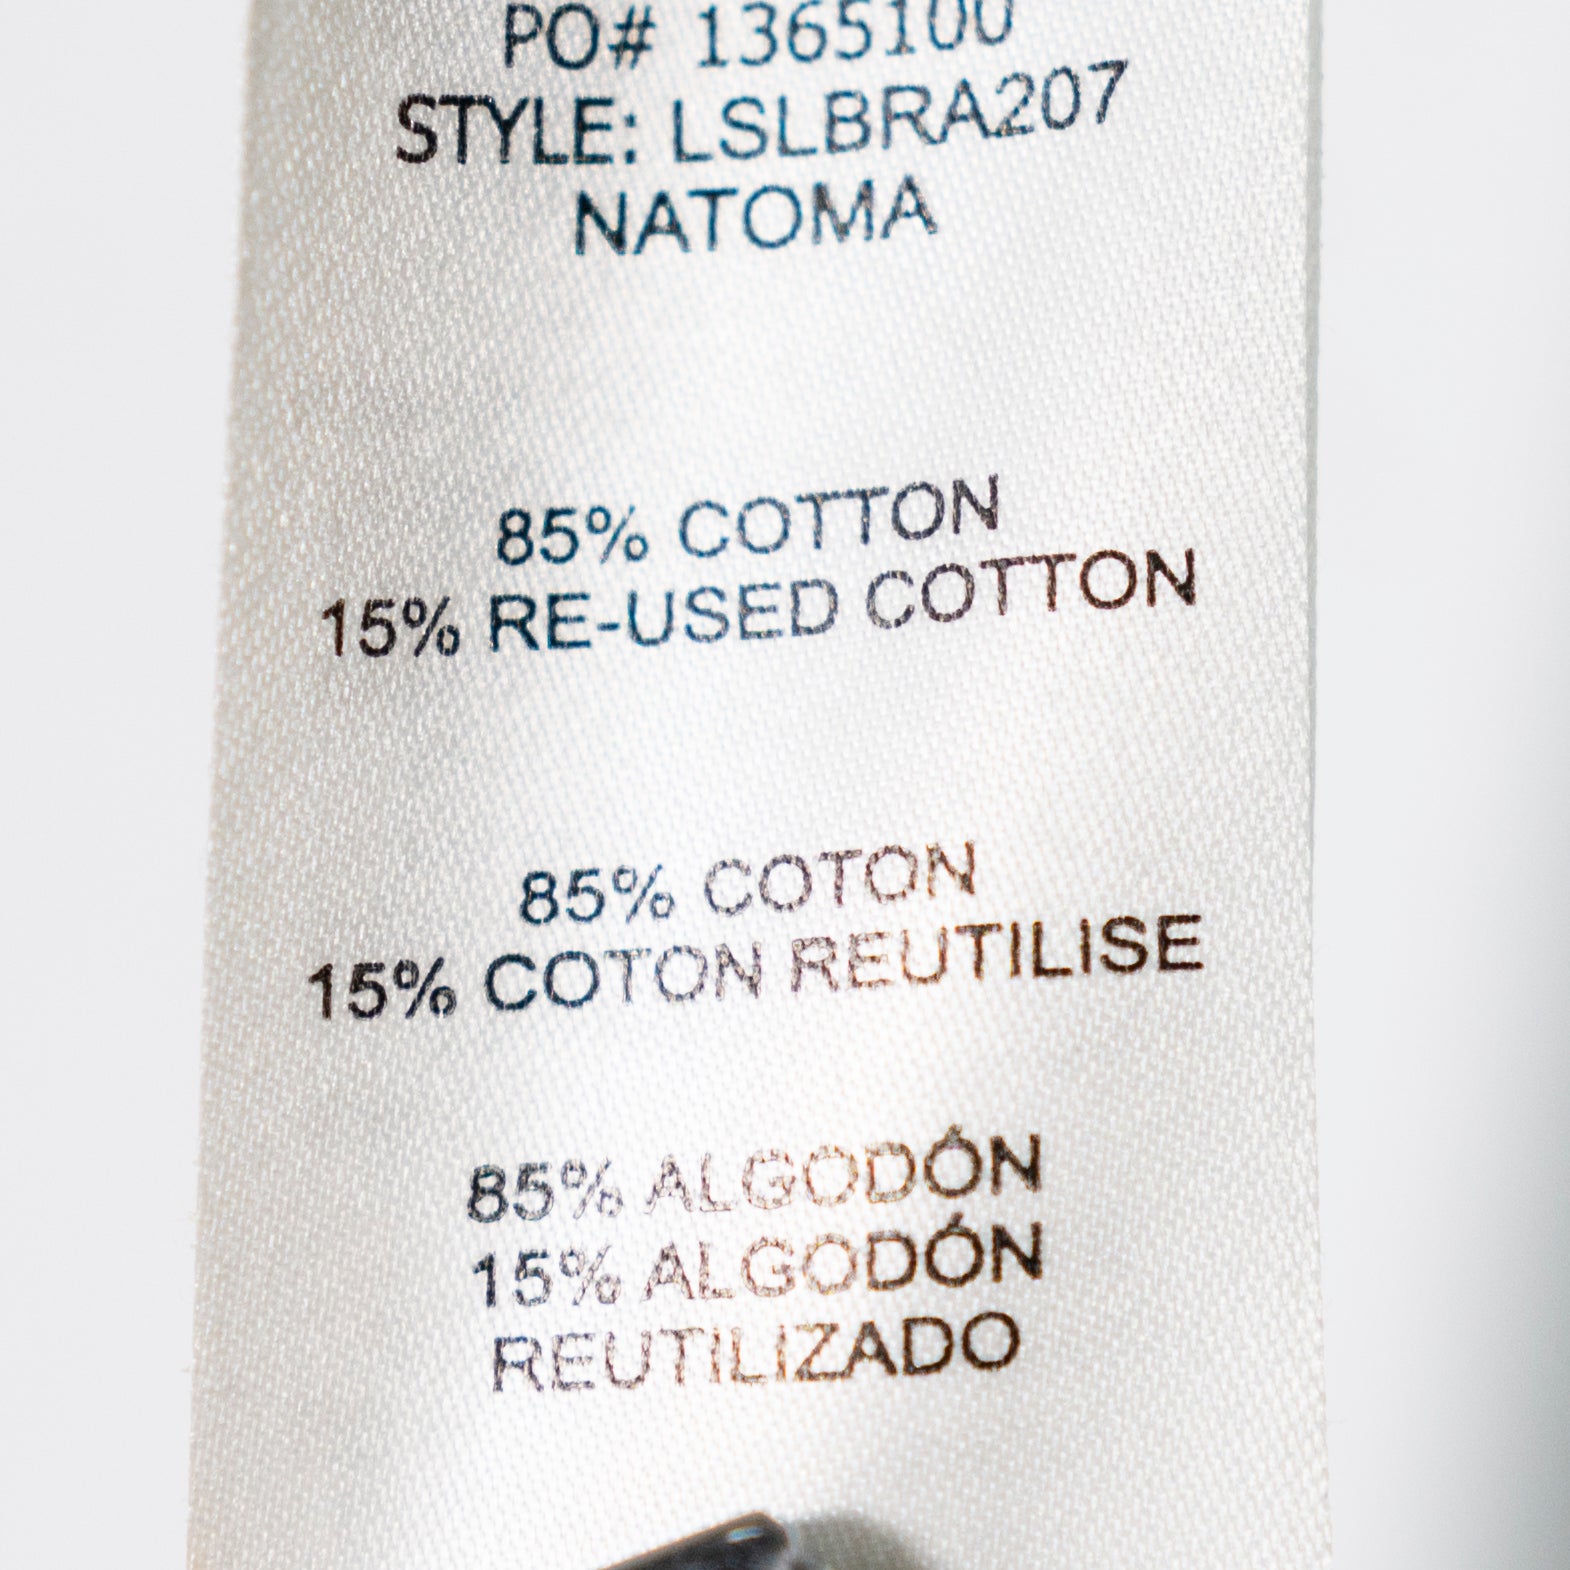 PO# 1365100
STYLE: LSLBRA207
NATOMA
85% COTTON
15% RE-USED COTTON
85% COTON
15% COTON REUTILISE
85% ALGODÓN
15% ALGODÓN
REUTILIZADO